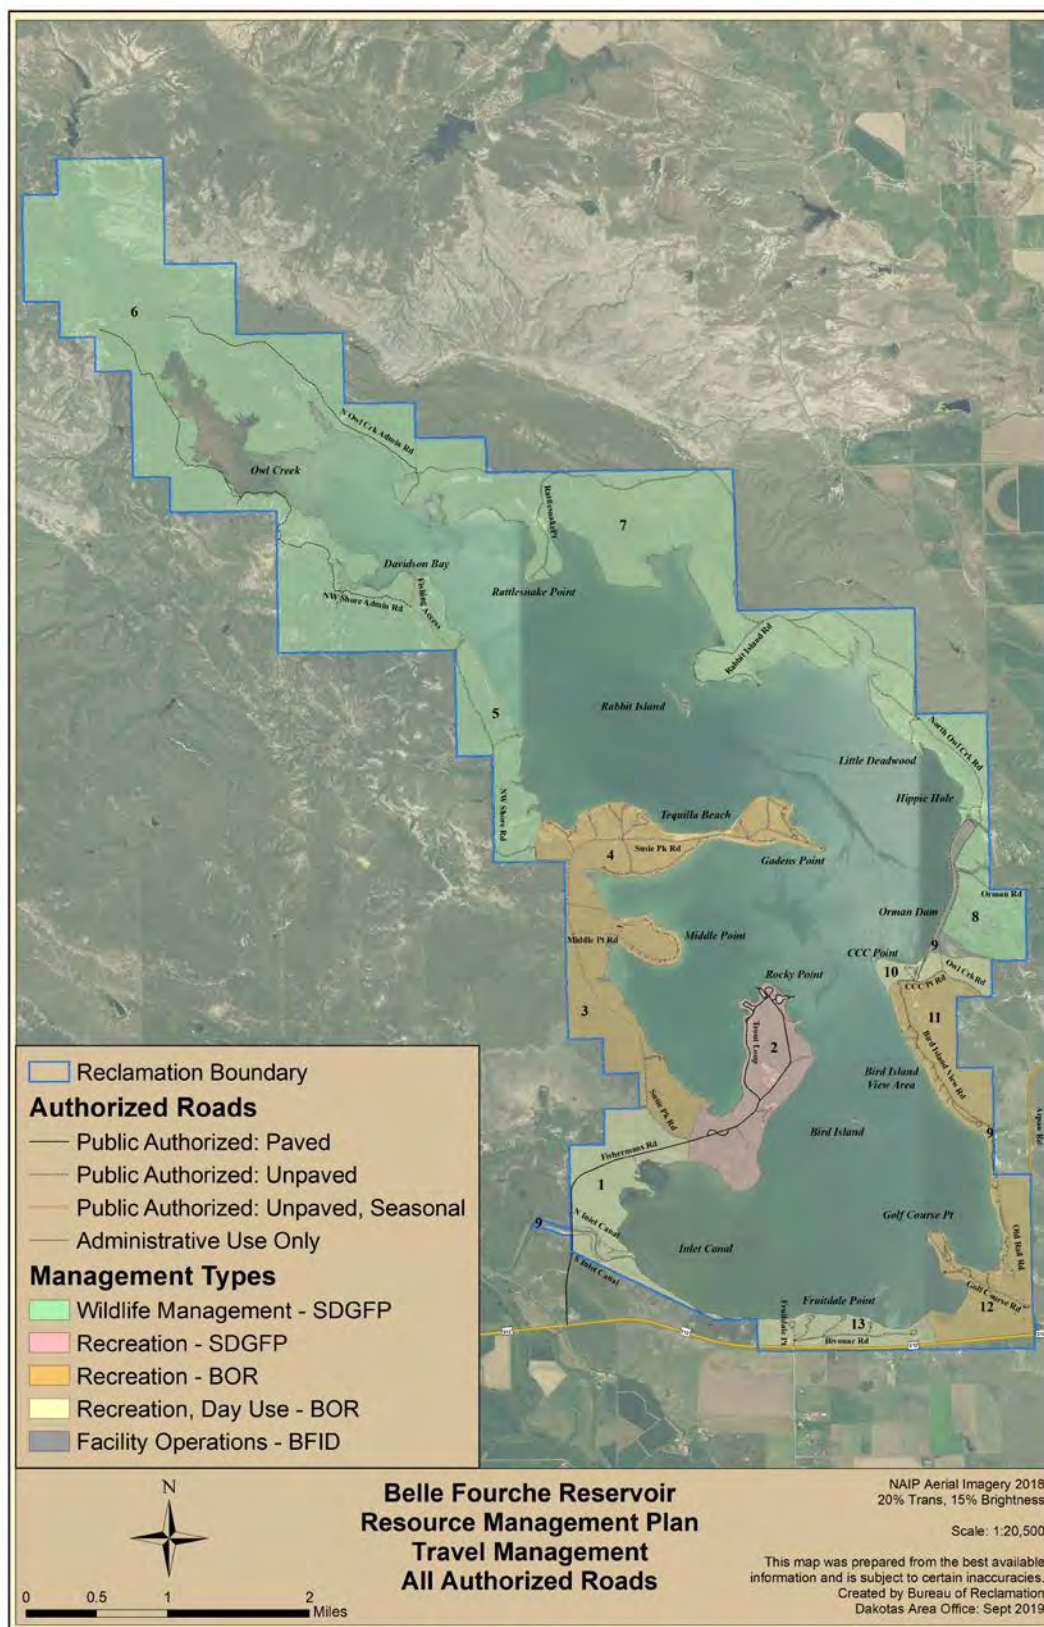 6
N Owl Crk Admin Rd
Owl Creek
RattlesnakePt
7
Davidson Bay
Rattlesnake Point
NW Shore Admin Rd
Fishing Access
Rabbit Island Rd
5
Rabbit Island
North Owl Crk Rd
Little Deadwood
Hippie Hole
NW Shore Rd
Tequilla Beach
4
Susie Pk Rd
Gadens Point
Orman Rd
Orman Dam
8
Middle Point
Middle Pt Rd
9
CCC Point
Owl Crk Rd
10
Rocky Point
CCC Pt Rd
3
11
Trout Loop
2
Bird Island
View Area
Bird Island View Rd
Susie Pk Rd
Bird Island
9
Arpan Rd
Fishermans Rd
1
N Inlet Canal
Golf Course Pt
9
Inlet Canal
Old Rail Rd
S Inlet Canal
Golf Course Rd
12
Fruitdale Point
Fruitdale Pt
13
Bivouac Rd
Reclamation Boundary
Authorized Roads
Public Authorized: Paved
Public Authorized: Unpaved
Public Authorized: Unpaved, Seasonal
Administrative Use Only
Management Types
Wildlife Management - SDGFP
Recreation - SDGFP
Recreation - BOR
Recreation, Day Use - BOR
Facility Operations - BFID
N
0 0.5 1 2
Miles
Belle Fourche Reservoir
Resource Management Plan
Travel Management
All Authorized Roads
NAIP Aerial Imagery 2018
20% Trans, 15% Brightness
Scale: 1:20,500
This map was prepared from the best available
information and is subject to certain inaccuracies.
Created by Bureau of Reclamation
Dakotas Area Office: Sept 2019